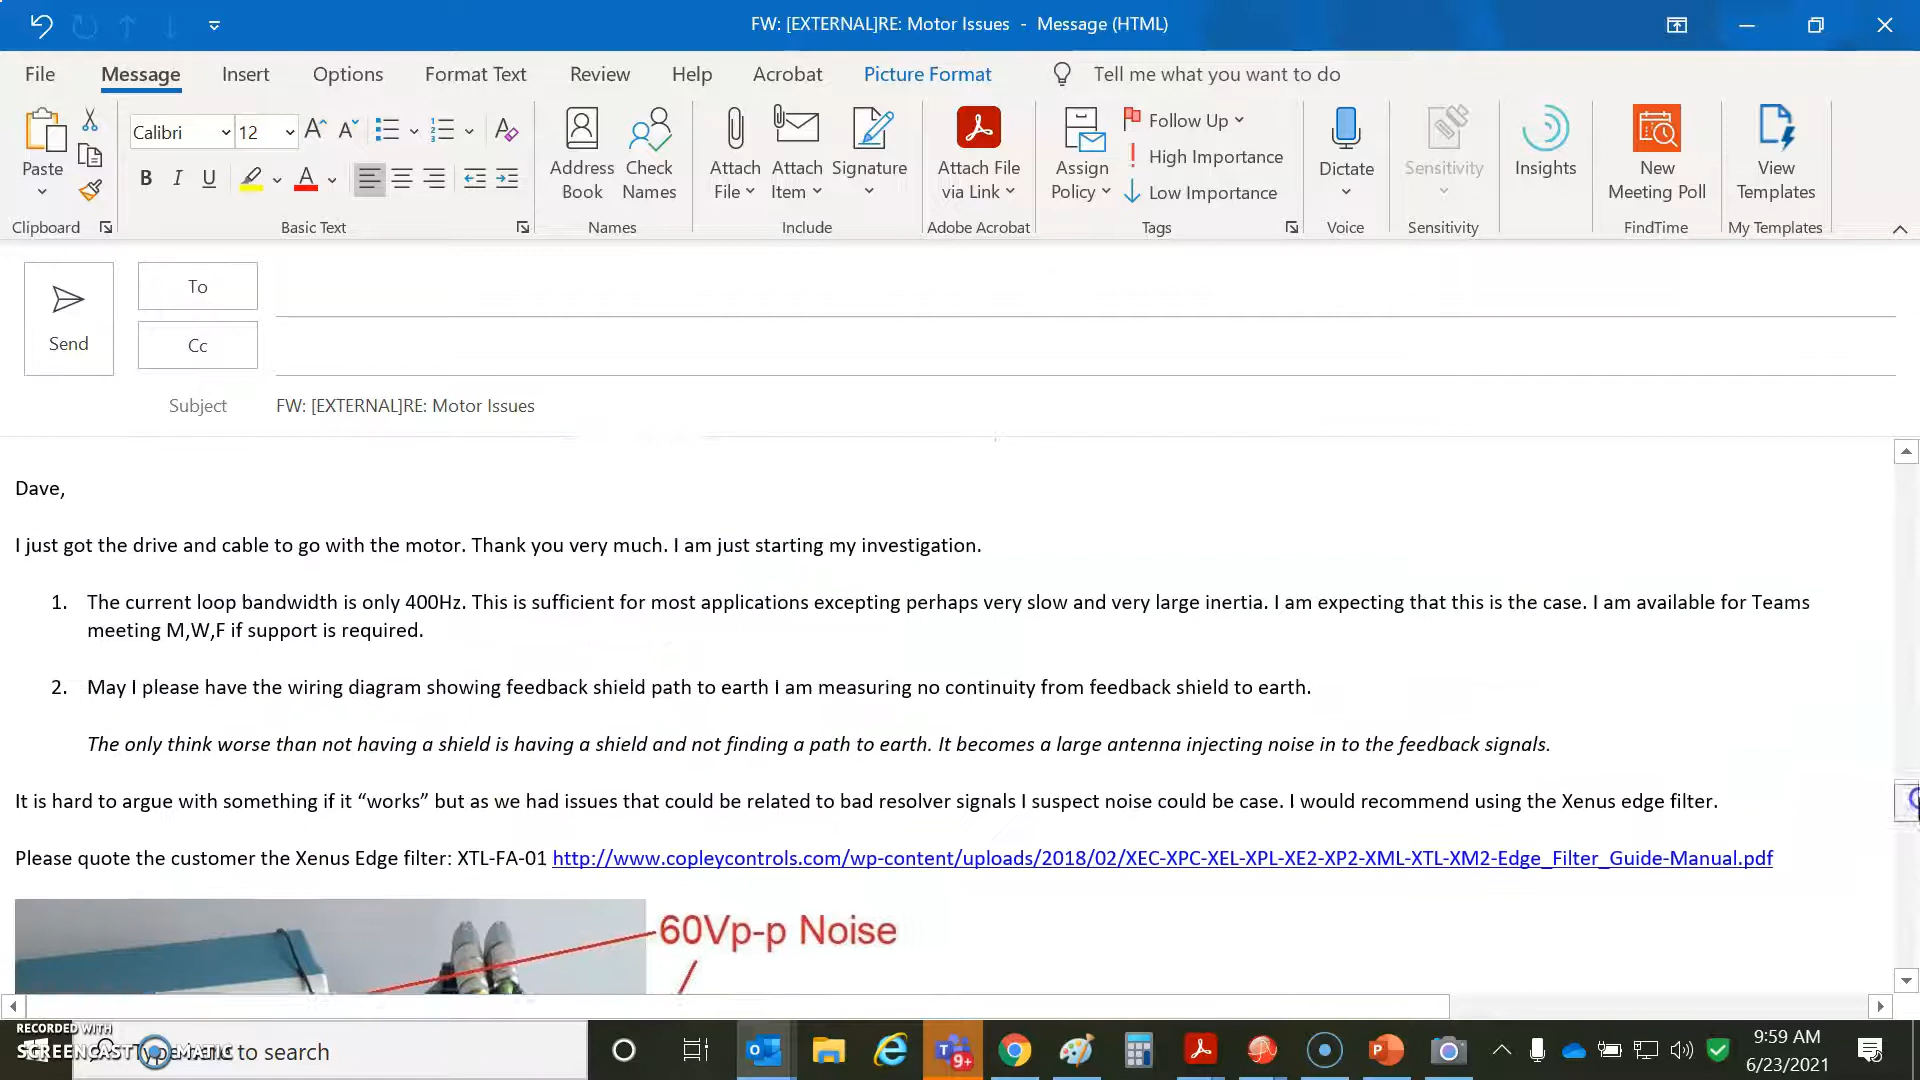 FW: [EXTERNAL]RE: Motor Issues - Message (HTML)
File Message Insert Options Format Text Review Help Acrobat Picture Format Tell me what you want to do
Paste
Clipboard
Calibri 12
B I U A
Basic Text
Address Book
Check Names
Names
Attach File
Attach Item
Signature
Include
Attach File via Link
Adobe Acrobat
Assign Policy
Follow Up
High Importance
Low Importance
Tags
Dictate
Voice
Sensitivity
Sensitivity
Insights
New Meeting Poll
FindTime
View Templates
My Templates
Send
To
Cc
Subject FW: [EXTERNAL]RE: Motor Issues
Dave,
I just got the drive and cable to go with the motor. Thank you very much. I am just starting my investigation.
1. The current loop bandwidth is only 400Hz. This is sufficient for most applications excepting perhaps very slow and very large inertia. I am expecting that this is the case. I am available for Teams
meeting M,W,F if support is required.
2. May I please have the wiring diagram showing feedback shield path to earth I am measuring no continuity from feedback shield to earth.
The only think worse than not having a shield is having a shield and not finding a path to earth. It becomes a large antenna injecting noise in to the feedback signals.
It is hard to argue with something if it “works” but as we had issues that could be related to bad resolver signals I suspect noise could be case. I would recommend using the Xenus edge filter.
Please quote the customer the Xenus Edge filter: XTL-FA-01 http://www.copleycontrols.com/wp-content/uploads/2018/02/XEC-XPC-XEL-XPL-XE2-XP2-XML-XTL-XM2-Edge_Filter_Guide-Manual.pdf
60Vp-p Noise
RECORDED WITH
SCREENCAST MATIC
Type here to search
9+
9:59 AM
6/23/2021